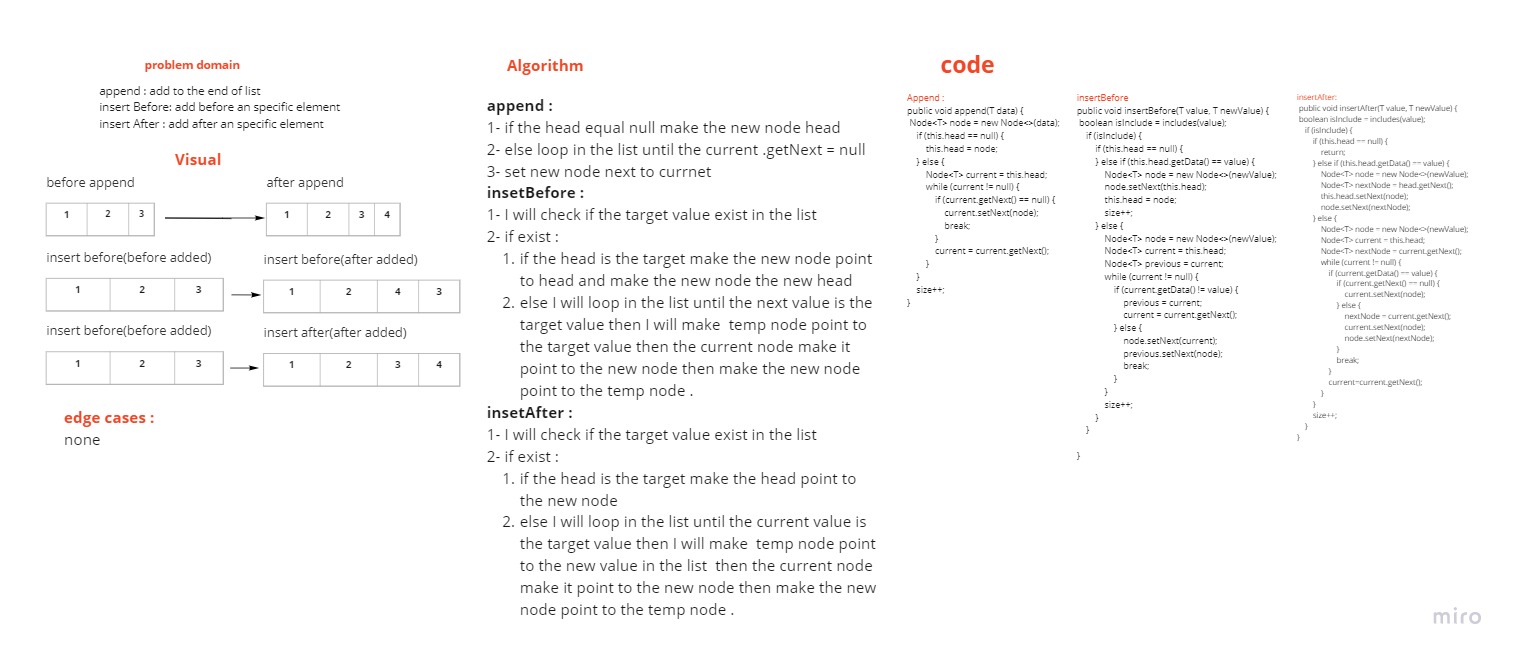 problem domain
append : add to the end of list
insert Before: add before an specific element
insert After : add after an specific element
Visual
before append
after append
1 2 3
1 2 3 4
insert before(before added)
insert before(after added)
1 2 3
1 2 4 3
insert before(before added)
insert after(after added)
1 2 3
1 2 3 4
edge cases :
none
Algorithm
append :
1- if the head equal null make the new node head
2- else loop in the list until the current .getNext = null
3- set new node next to currnet
insetBefore :
1- I will check if the target value exist in the list
2- if exist :
1. if the head is the target make the new node point
to head and make the new node the new head
2. else I will loop in the list until the next value is the
target value then I will make temp node point to
the target value then the current node make it
point to the new node then make the new node
point to the temp node .
insetAfter :
1- I will check if the target value exist in the list
2- if exist :
1. if the head is the target make the head point to
the new node
2. else I will loop in the list until the current value is
the target value then I will make temp node point
to the new value in the list then the current node
make it point to the new node then make the new
node point to the temp node .
code
Append :
public void append(T data) {
Node<T> node = new Node<>(data);
if (this.head == null) {
this.head = node;
} else {
Node<T> current = this.head;
while (current != null) {
if (current.getNext() == null) {
current.setNext(node);
break;
}
current = current.getNext();
}
}
size++;
}
insertBefore
public void insertBefore(T value, T newValue) {
boolean isInclude = includes(value);
if (isInclude) {
if (this.head == null) {
} else if (this.head.getData() == value) {
Node<T> node = new Node<>(newValue);
node.setNext(this.head);
this.head = node;
size++;
} else {
Node<T> node = new Node<>(newValue);
Node<T> current = this.head;
Node<T> previous = current;
while (current != null) {
if (current.getData() != value) {
previous = current;
current = current.getNext();
} else {
node.setNext(current);
previous.setNext(node);
break;
}
}
size++;
}
}
}
insertAfter:
public void insertAfter(T value, T newValue) {
boolean isInclude = includes(value);
if (isInclude) {
if (this.head == null) {
return;
} else if (this.head.getData() == value) {
Node<T> node = new Node<>(newValue);
Node<T> nextNode = head.getNext();
this.head.setNext(node);
node.setNext(nextNode);
} else {
Node<T> node = new Node<>(newValue);
Node<T> current = this.head;
Node<T> nextNode = current.getNext();
while (current != null) {
if (current.getData() == value) {
if (current.getNext() == null) {
current.setNext(node);
} else {
nextNode = current.getNext();
current.setNext(node);
node.setNext(nextNode);
}
break;
}
current=current.getNext();
}
}
size++;
}
}
miro